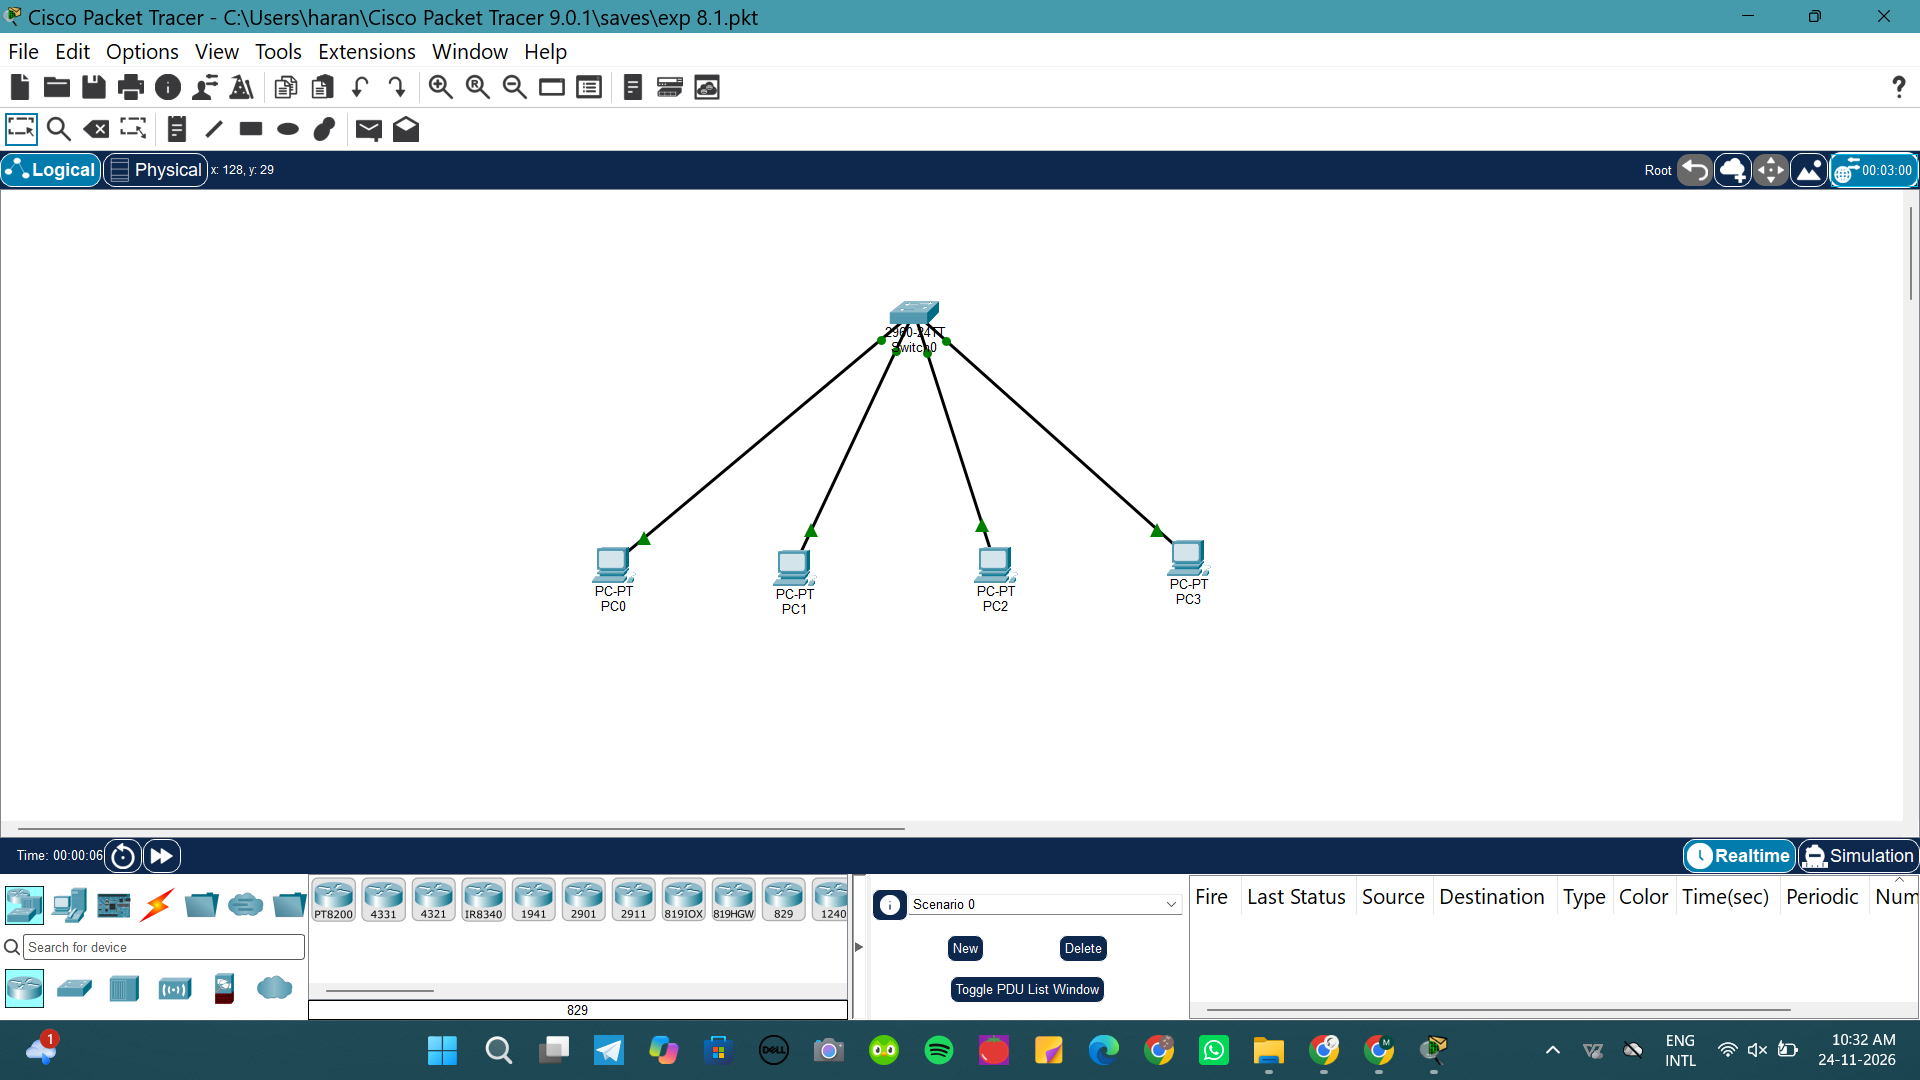 Cisco Packet Tracer - C:\Users\haran\Cisco Packet Tracer 9.0.1\saves\exp 8.1.pkt
File Edit Options View Tools Extensions Window Help
?
Logical Physical x: 128, y: 29 Root 00:03:00
2960-24TT
Switch0
PC-PT
PC0
PC-PT
PC1
PC-PT
PC2
PC-PT
PC3
Time: 00:00:06 Realtime Simulation
PT8200 4331 4321 IR8340 1941 2901 2911 819IOX 819HGW 829 1240
Search for device
829
Scenario 0
New Delete
Toggle PDU List Window
Fire Last Status Source Destination Type Color Time(sec) Periodic Num
1
DELL
M
ENG
INTL
10:32 AM
24-11-2026